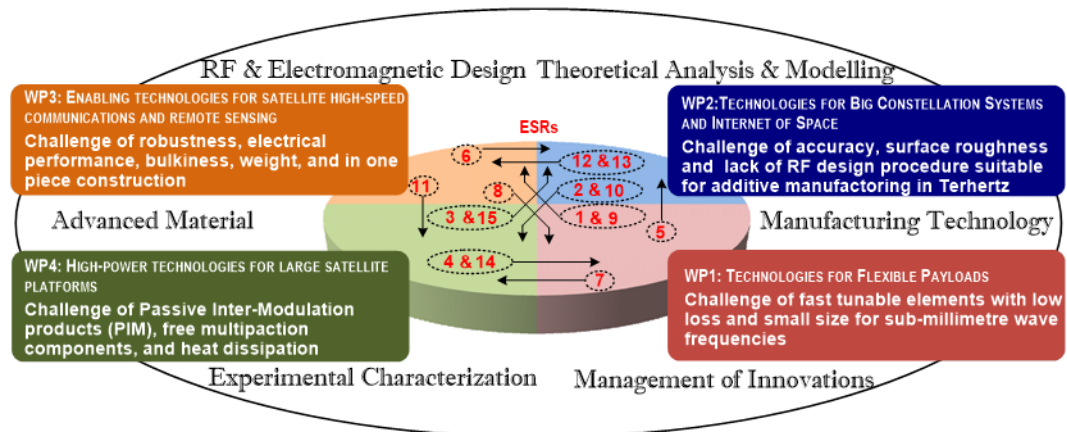 RF & Electromagnetic Design Theoretical Analysis & Modelling
WP3: ENABLING TECHNOLOGIES FOR SATELLITE HIGH-SPEED
COMMUNICATIONS AND REMOTE SENSING
Challenge of robustness, electrical
performance, bulkiness, weight, and in one
piece construction
WP2:TECHNOLOGIES FOR BIG CONSTELLATION SYSTEMS
AND INTERNET OF SPACE
Challenge of accuracy, surface roughness
and lack of RF design procedure suitable
for additive manufactoring in Terhertz
ESRs
6
12 & 13
11
8
2 & 10
3 & 15
1 & 9
5
4 & 14
7
Advanced Material
Manufacturing Technology
WP4: HIGH-POWER TECHNOLOGIES FOR LARGE SATELLITE
PLATFORMS
Challenge of Passive Inter-Modulation
products (PIM), free multipaction
components, and heat dissipation
WP1: TECHNOLOGIES FOR FLEXIBLE PAYLOADS
Challenge of fast tunable elements with low
loss and small size for sub-millimetre wave
frequencies
Experimental Characterization
Management of Innovations